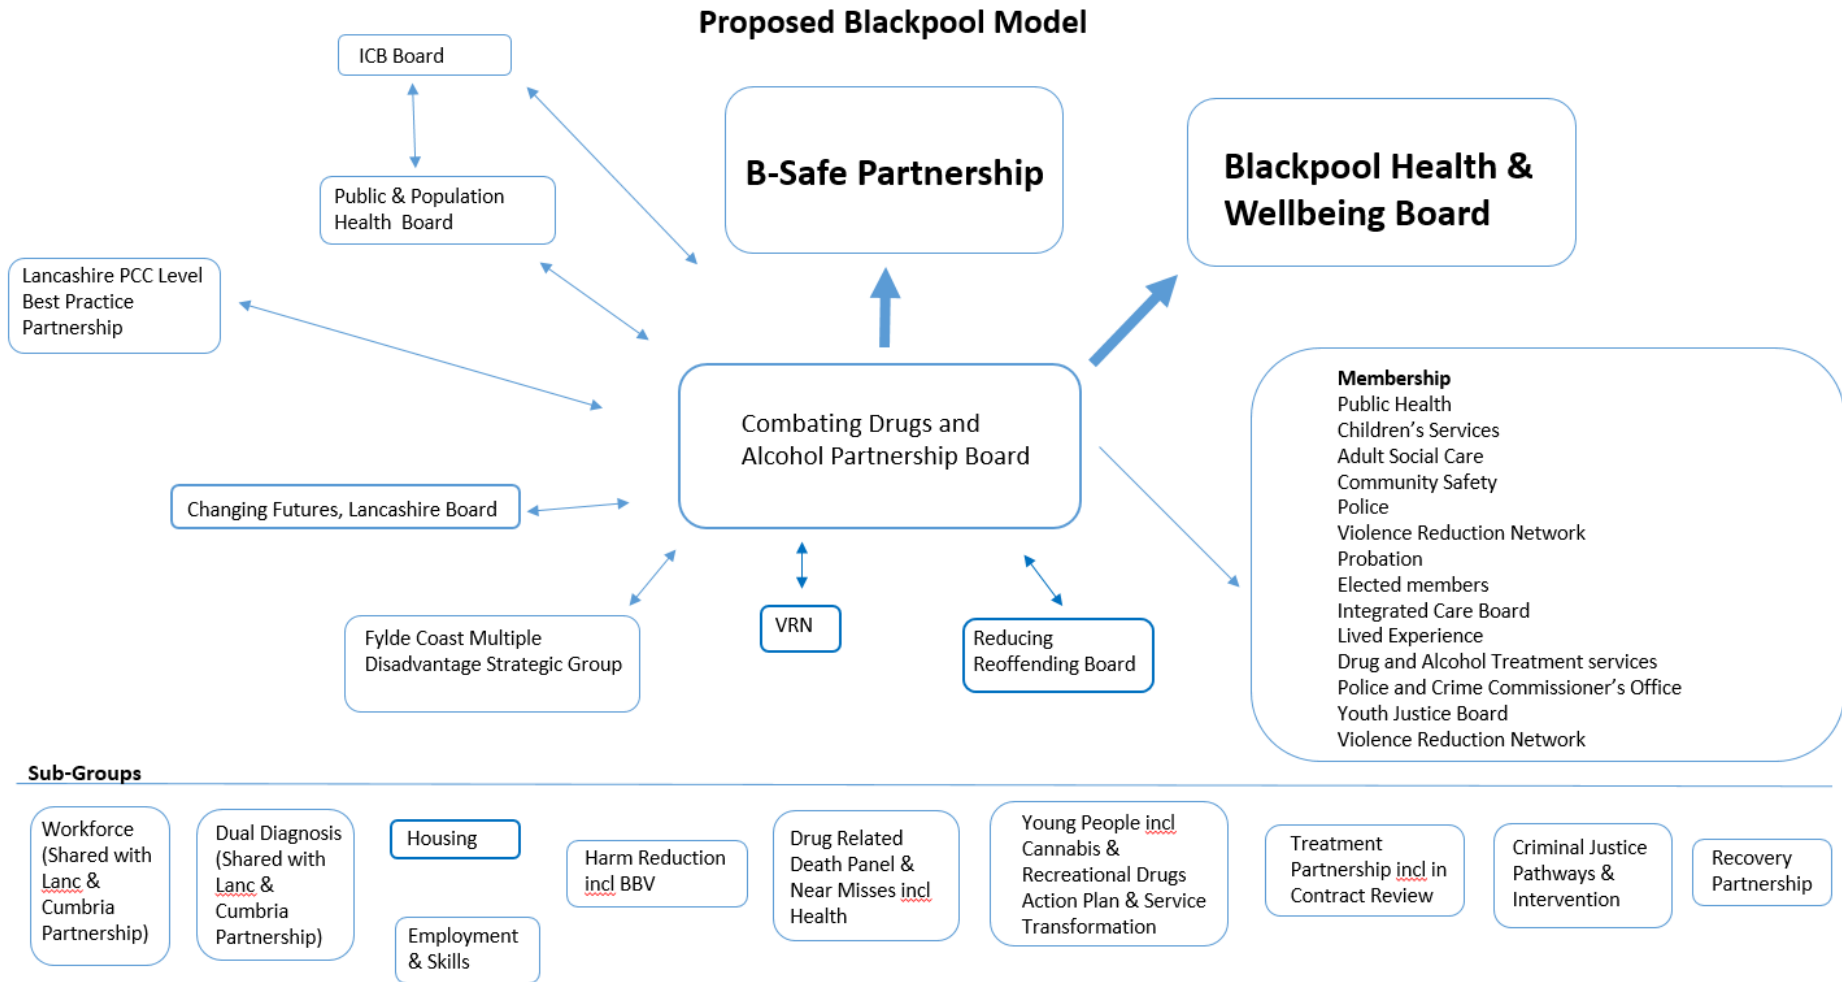 Proposed Blackpool Model
ICB Board
B-Safe Partnership
Blackpool Health &
Wellbeing Board
Public & Population
Health Board
Lancashire PCC Level
Best Practice
Partnership
Combating Drugs and
Alcohol Partnership Board
Membership
Public Health
Children’s Services
Adult Social Care
Community Safety
Police
Violence Reduction Network
Probation
Elected members
Integrated Care Board
Lived Experience
Drug and Alcohol Treatment services
Police and Crime Commissioner’s Office
Youth Justice Board
Violence Reduction Network
Changing Futures, Lancashire Board
Fylde Coast Multiple
Disadvantage Strategic Group
VRN
Reducing
Reoffending Board
Sub-Groups
Workforce
(Shared with
Lanc &
Cumbria
Partnership)
Dual Diagnosis
(Shared with
Lanc &
Cumbria
Partnership)
Housing
Employment
& Skills
Harm Reduction
incl BBV
Drug Related
Death Panel &
Near Misses incl
Health
Young People incl
Cannabis &
Recreational Drugs
Action Plan & Service
Transformation
Treatment
Partnership incl in
Contract Review
Criminal Justice
Pathways &
Intervention
Recovery
Partnership